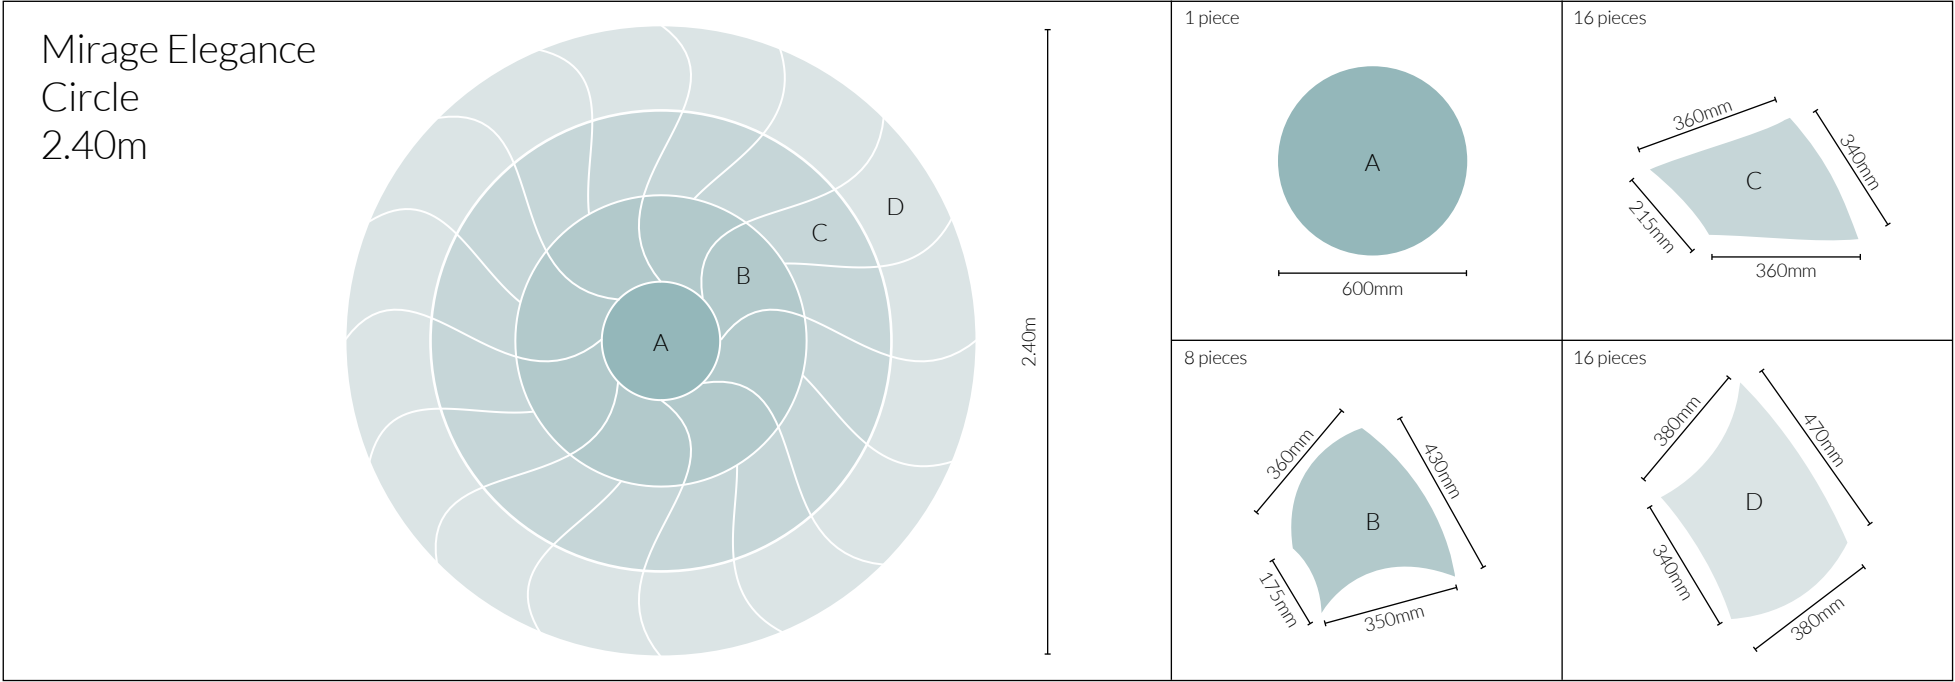 Mirage Elegance
Circle
2.40m
A
B
C
D
2.40m
1 piece
A
600mm
16 pieces
360mm
340mm
C
215mm
360mm
8 pieces
360mm
430mm
B
175mm
350mm
16 pieces
380mm
470mm
D
340mm
380mm